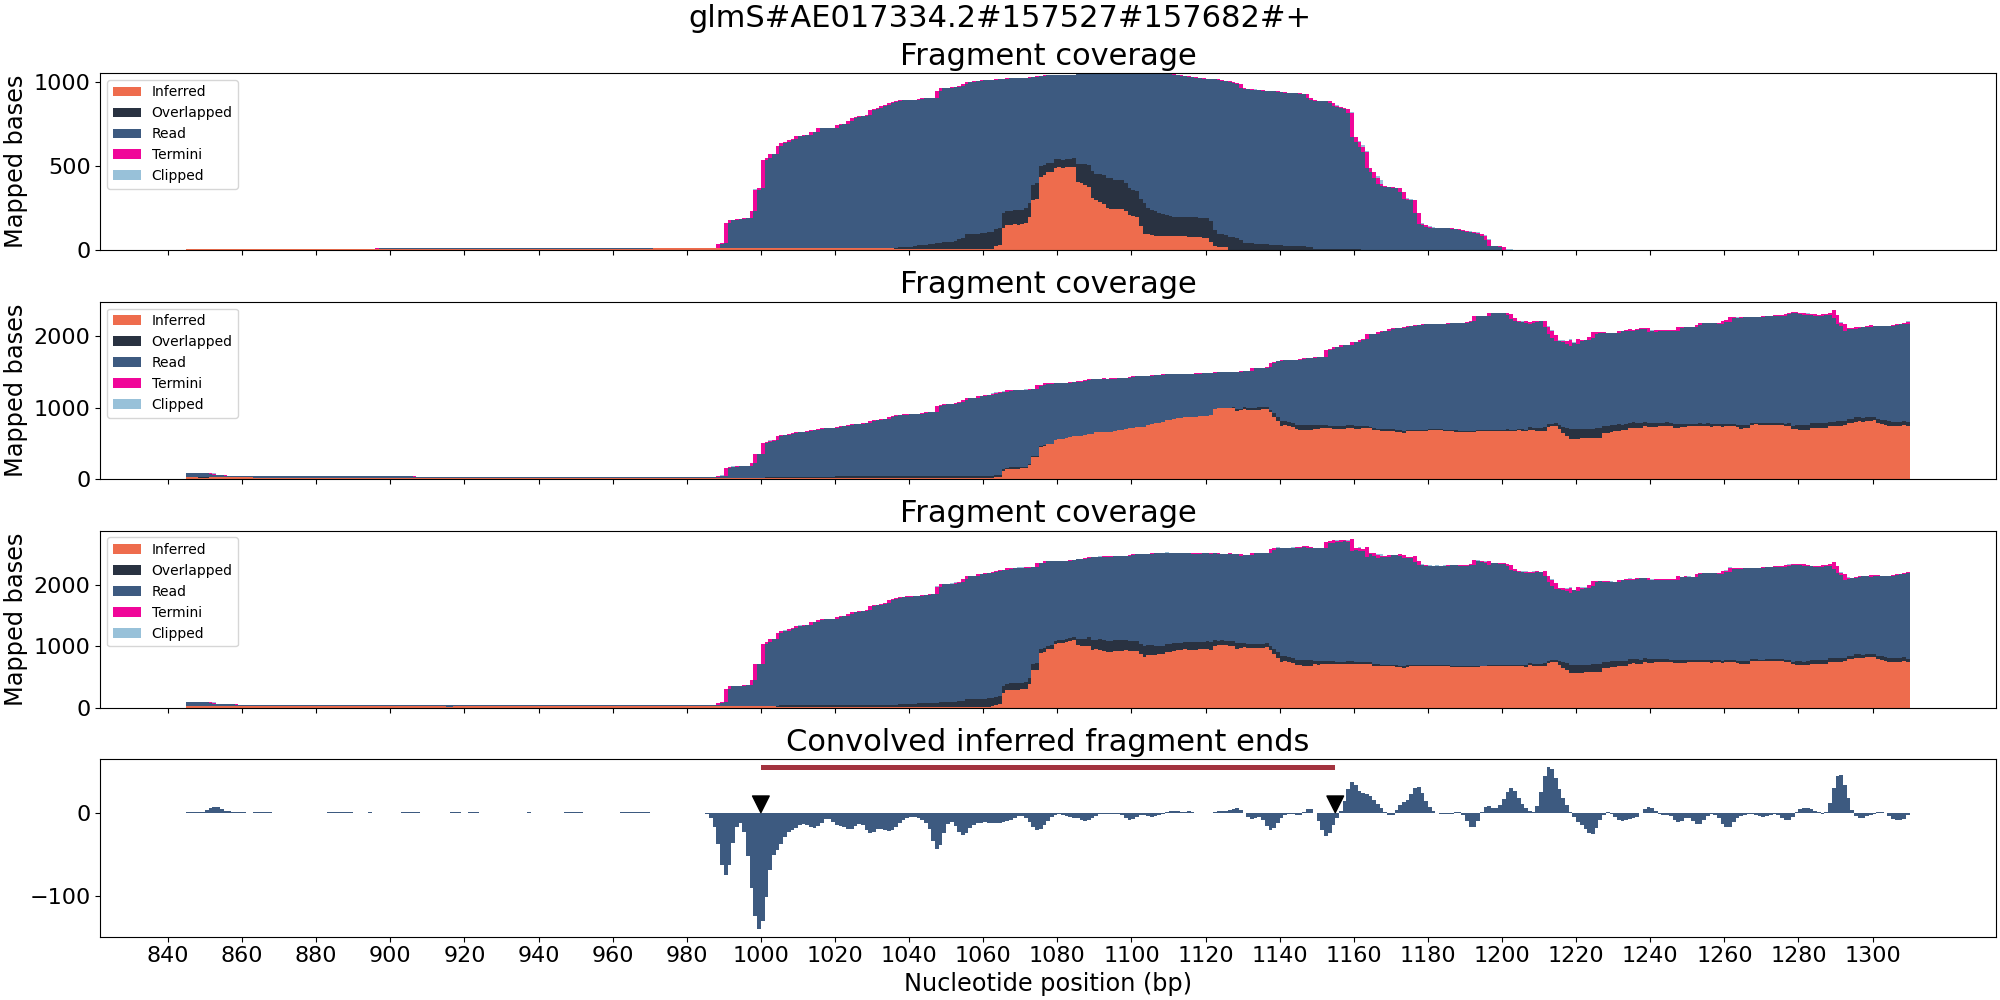 glmS#AE017334.2#157527#157682#+
Fragment coverage
Mapped bases
1000
500
0
Inferred
Overlapped
Read
Termini
Clipped
Fragment coverage
Mapped bases
2000
1000
0
Inferred
Overlapped
Read
Termini
Clipped
Fragment coverage
Mapped bases
2000
1000
0
Inferred
Overlapped
Read
Termini
Clipped
Convolved inferred fragment ends
0
−100
840 860 880 900 920 940 960 980 1000 1020 1040 1060 1080 1100 1120 1140 1160 1180 1200 1220 1240 1260 1280 1300
Nucleotide position (bp)